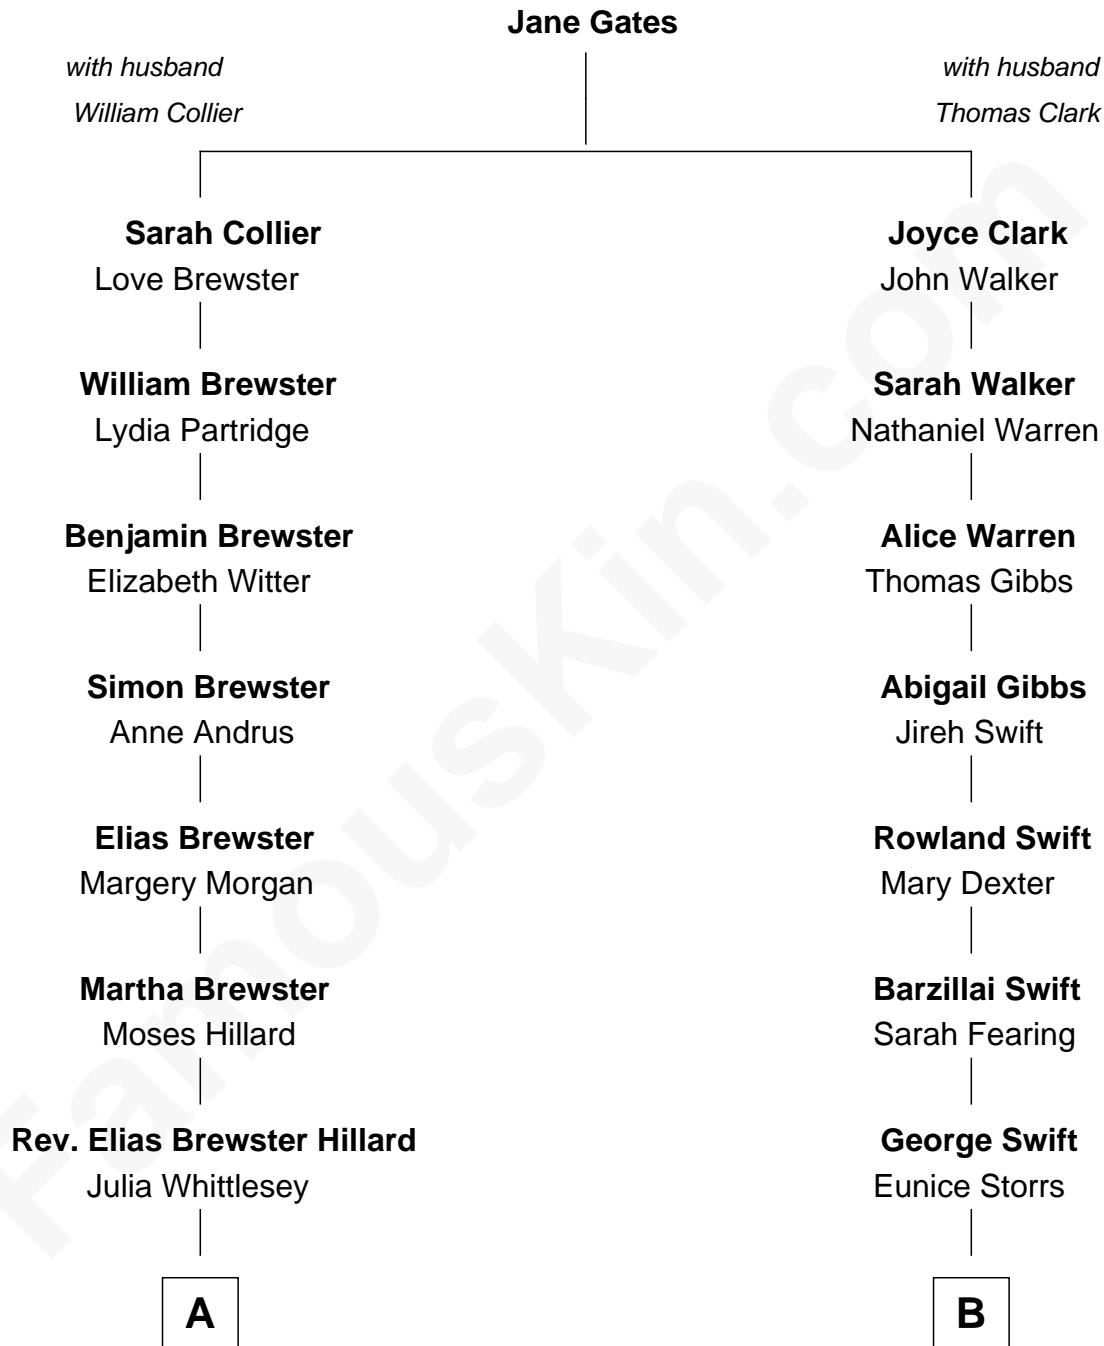 Jane Gates
with husband
William Collier
with husband
Thomas Clark
Sarah Collier
Love Brewster
Joyce Clark
John Walker
William Brewster
Lydia Partridge
Sarah Walker
Nathaniel Warren
Benjamin Brewster
Elizabeth Witter
Alice Warren
Thomas Gibbs
Simon Brewster
Anne Andrus
Abigail Gibbs
Jireh Swift
Elias Brewster
Margery Morgan
Rowland Swift
Mary Dexter
Martha Brewster
Moses Hillard
Barzillai Swift
Sarah Fearing
Rev. Elias Brewster Hillard
Julia Whittlesey
George Swift
Eunice Storrs
A
B
FamousKin.com